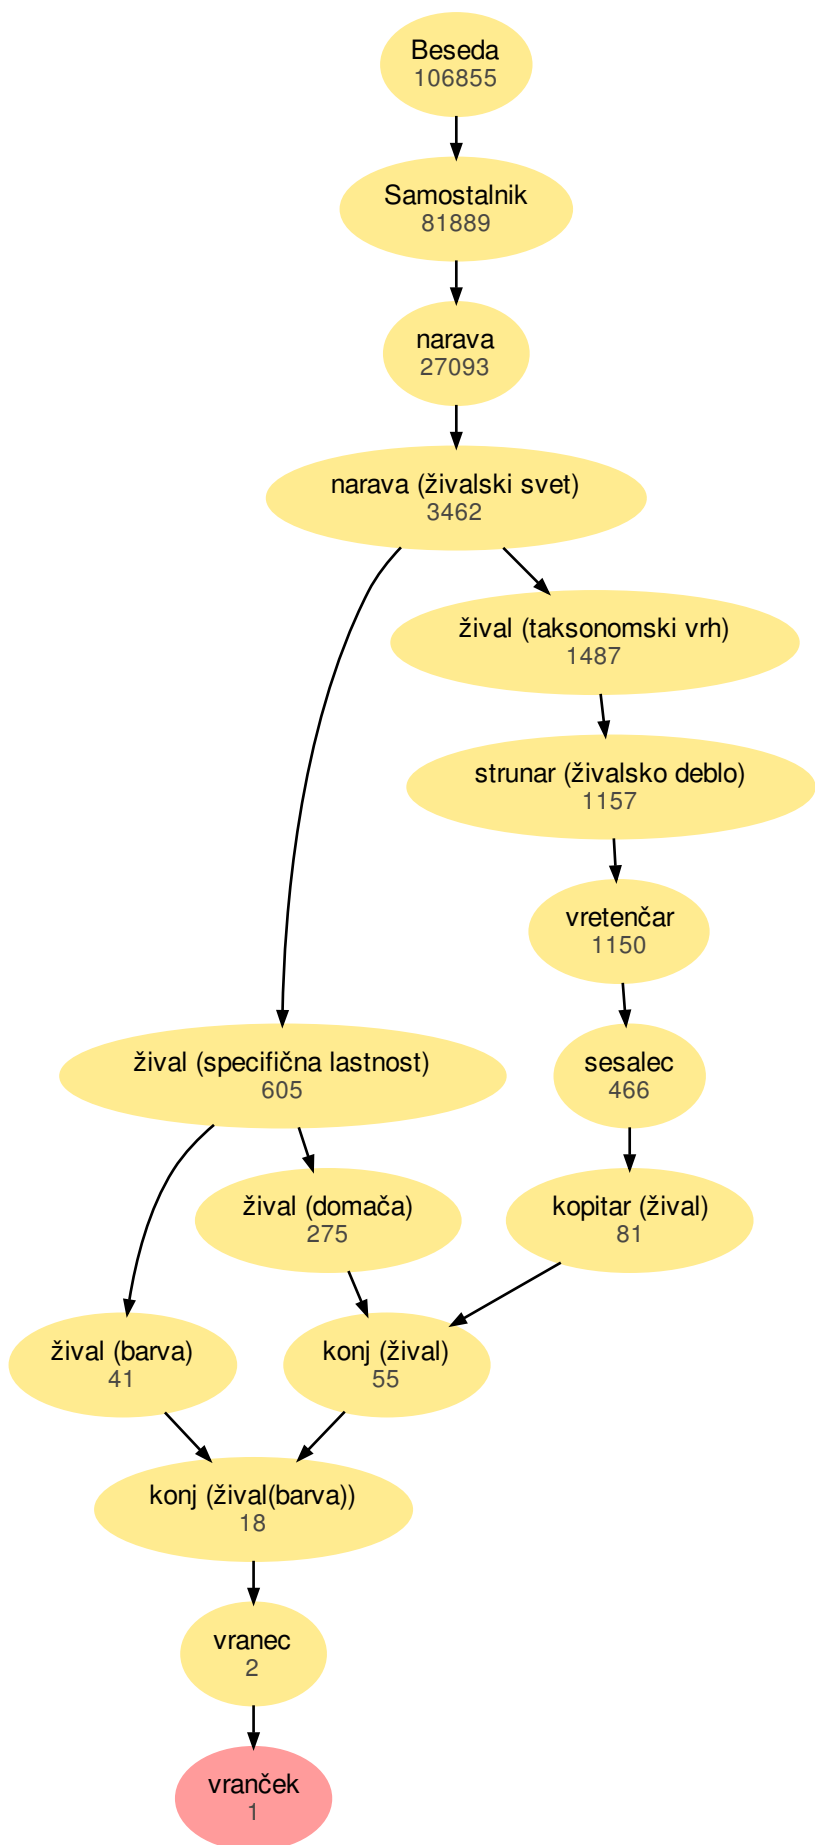 Beseda
106855
Samostalnik
81889
narava
27093
narava (živalski svet)
3462
žival (taksonomski vrh)
1487
strunar (živalsko deblo)
1157
vretenčar
1150
žival (specifična lastnost)
605
sesalec
466
žival (domača)
275
kopitar (žival)
81
žival (barva)
41
konj (žival)
55
konj (žival(barva))
18
vranec
2
vranček
1